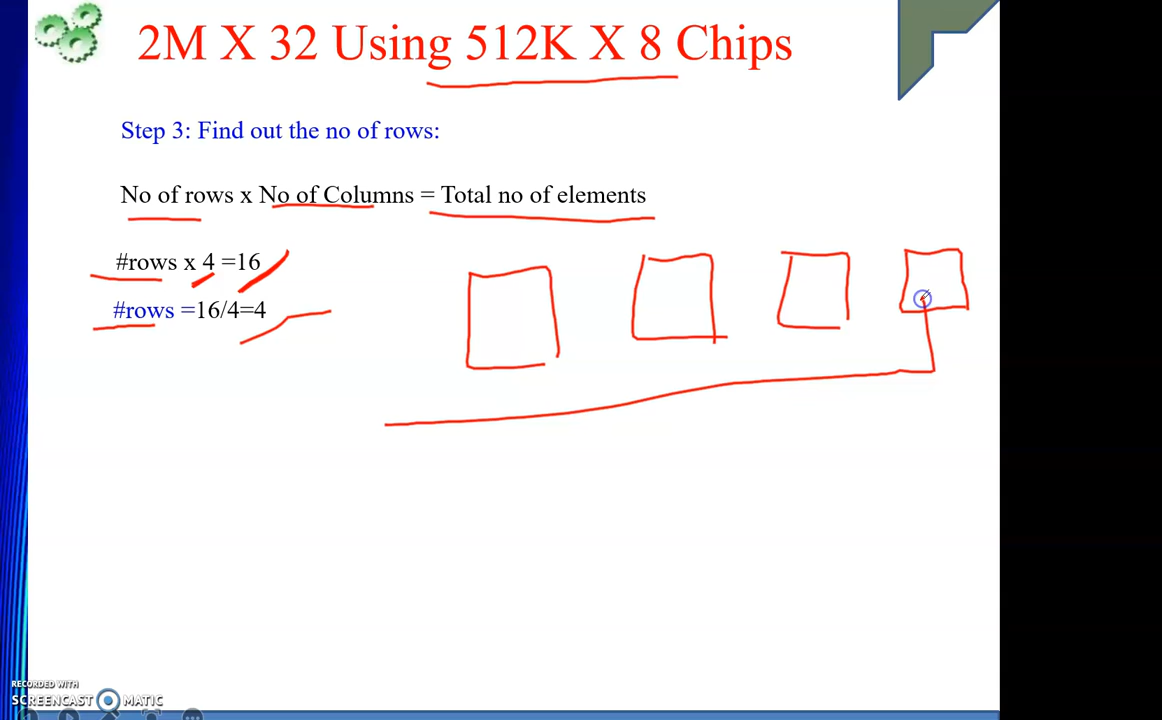 2M X 32 Using 512K X 8 Chips
Step 3: Find out the no of rows:
No of rows x No of Columns = Total no of elements
#rows x 4 =16
#rows =16/4=4
RECORDED WITH
SCREENCAST MATIC